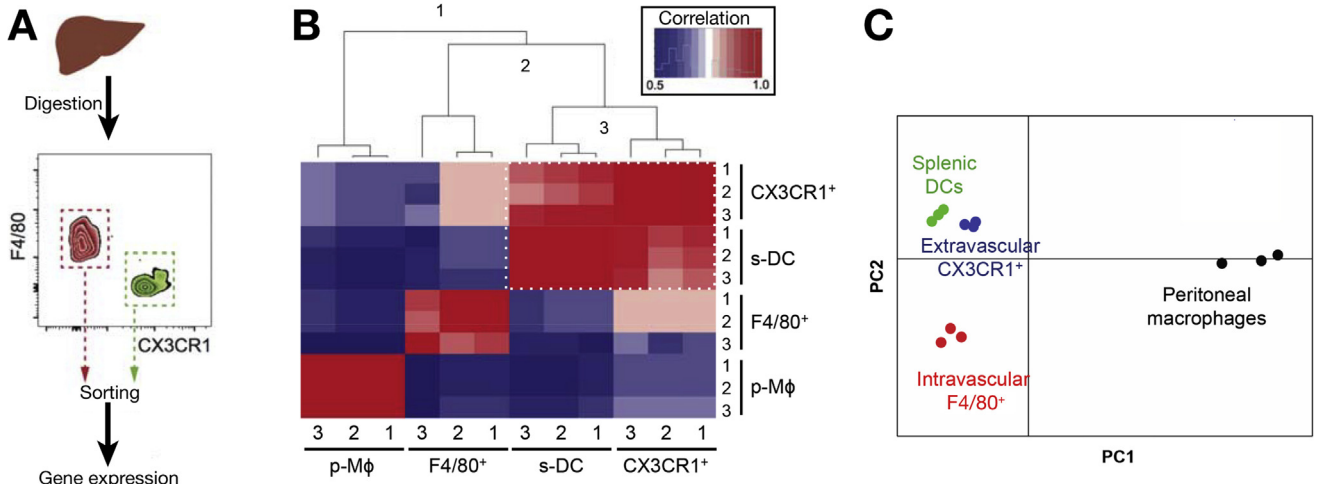 A
Digestion
F4/80
CX3CR1
Sorting
Gene expression
B
1
2
3
Correlation
0.5
1.0
1
2
3
CX3CR1+
1
2
3
s-DC
1
2
3
F4/80+
1
2
3
p-Mϕ
3 2 1 3 2 1 3 2 1 3 2 1
p-Mϕ F4/80+ s-DC CX3CR1+
C
Splenic
DCs
Extravascular
CX3CR1+
Peritoneal
macrophages
Intravascular
F4/80+
PC2
PC1